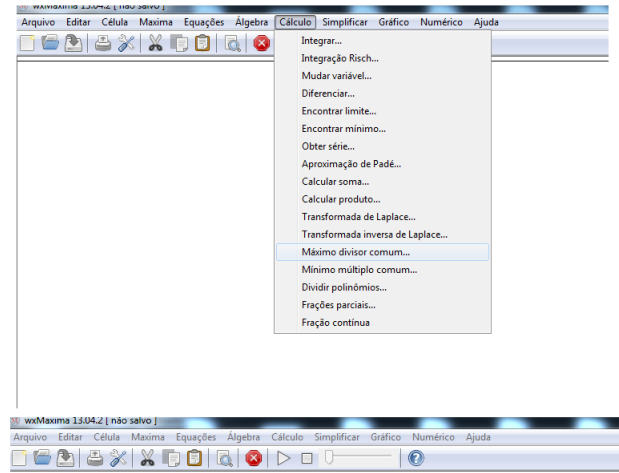 wxMaxima 13.04.2 [ não salvo ]
Arquivo Editar Célula Maxima Equações Álgebra Cálculo Simplificar Gráfico Numérico Ajuda
Integrar...
Integração Risch...
Mudar variável...
Diferenciar...
Encontrar limite...
Encontrar mínimo...
Obter série...
Aproximação de Padé...
Calcular soma...
Calcular produto...
Transformada de Laplace...
Transformada inversa de Laplace...
Máximo divisor comum...
Mínimo múltiplo comum...
Dividir polinômios...
Frações parciais...
Fração contínua
wxMaxima 13.04.2 [ não salvo ]
Arquivo Editar Célula Maxima Equações Álgebra Cálculo Simplificar Gráfico Numérico Ajuda